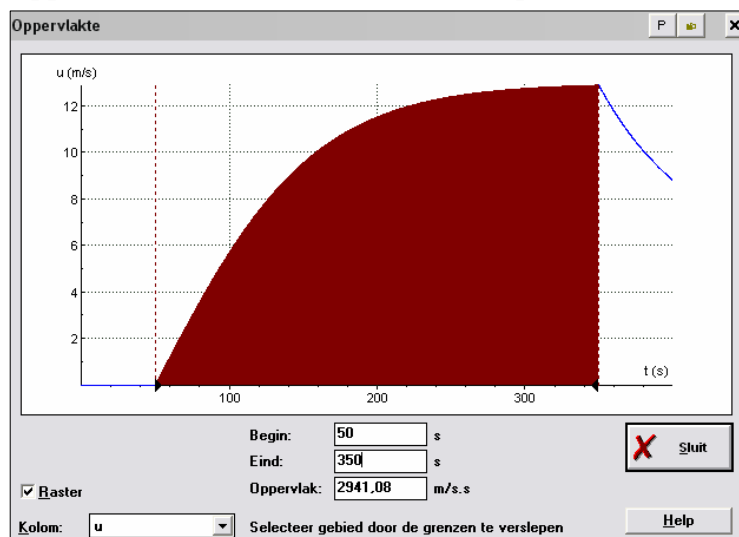 Oppervlakte
P
u (m/s)
12
10
8
6
4
2
100
200
300
t (s)
Begin: 50 s
Eind: 350 s
Oppervlak: 2941,08 m/s.s
Sluit
Raster
Kolom: u
Selecteer gebied door de grenzen te verslepen
Help